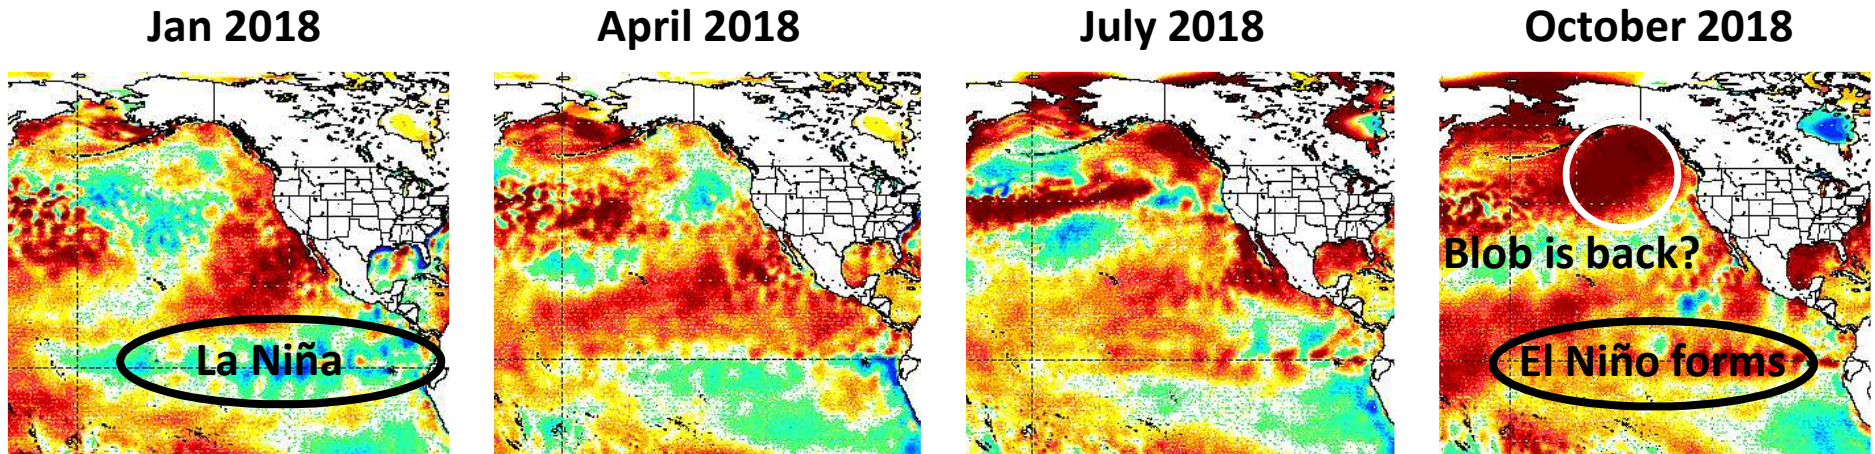 Jan 2018
April 2018
July 2018
October 2018
La Niña
Blob is back?
El Niño forms